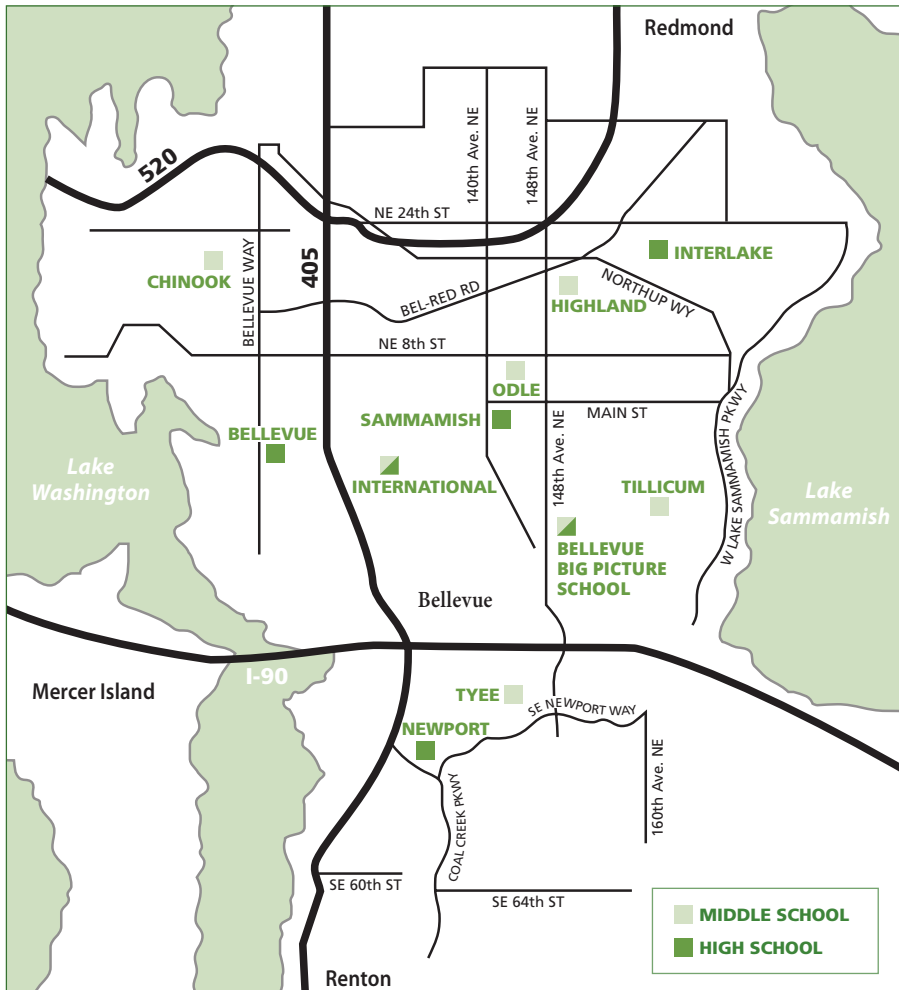 Redmond
520
140th Ave. NE
148th Ave. NE
NE 24th ST
BELLEVUE WAY
405
INTERLAKE
CHINOOK
BEL-RED RD
NORTHUP WY
HIGHLAND
NE 8th ST
ODLE
MAIN ST
SAMMAMISH
BELLEVUE
W LAKE SAMMAMISH PKWY
Lake
Washington
INTERNATIONAL
148th Ave. NE
TILLICUM
Lake
Sammamish
BELLEVUE
BIG PICTURE
SCHOOL
Bellevue
I-90
Mercer Island
TYEE
SE NEWPORT WAY
NEWPORT
160th Ave. NE
COAL CREEK PKWY
SE 60th ST
SE 64th ST
MIDDLE SCHOOL
HIGH SCHOOL
Renton